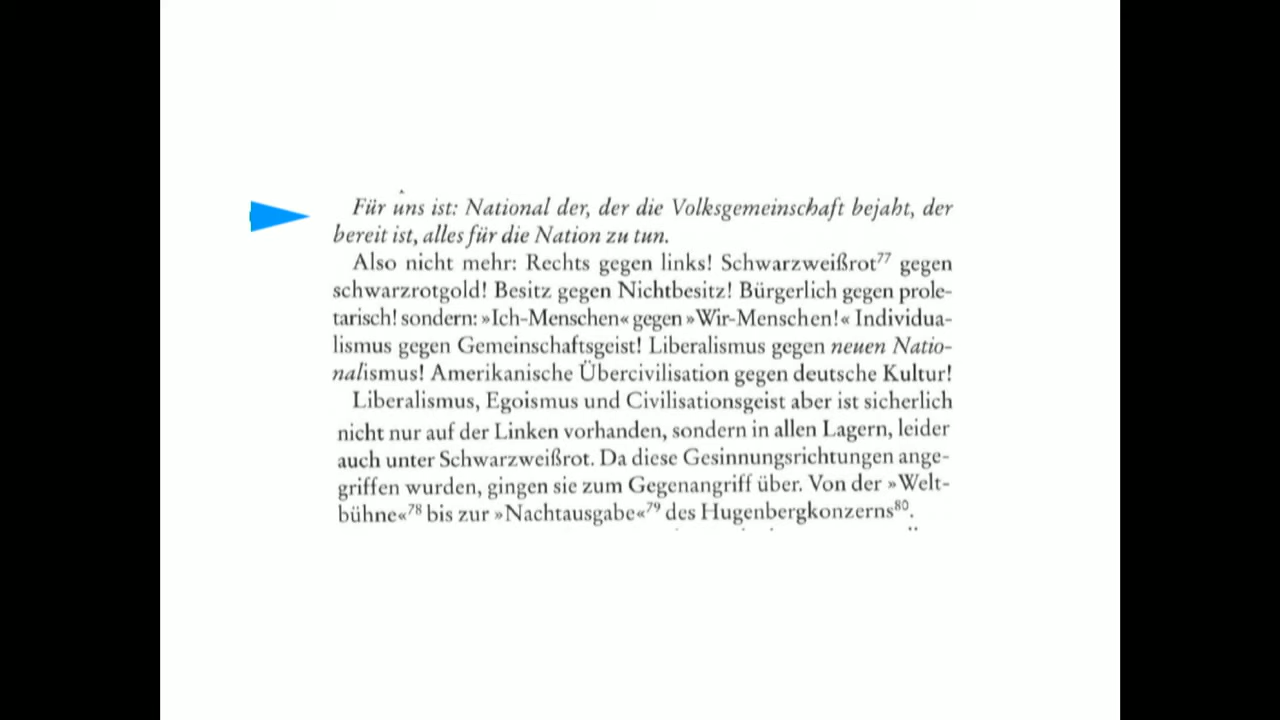 Für uns ist: National der, der die Volksgemeinschaft bejaht, der
bereit ist, alles für die Nation zu tun.
Also nicht mehr: Rechts gegen links! Schwarzweißrot⁷⁷ gegen
schwarzrotgold! Besitz gegen Nichtbesitz! Bürgerlich gegen prole-
tarisch! sondern: »Ich-Menschen« gegen »Wir-Menschen!« Individua-
lismus gegen Gemeinschaftsgeist! Liberalismus gegen neuen Natio-
nalismus! Amerikanische Übercivilisation gegen deutsche Kultur!
Liberalismus, Egoismus und Civilisationsgeist aber ist sicherlich
nicht nur auf der Linken vorhanden, sondern in allen Lagern, leider
auch unter Schwarzweißrot. Da diese Gesinnungsrichtungen ange-
griffen wurden, gingen sie zum Gegenangriff über. Von der »Welt-
bühne«⁷⁸ bis zur »Nachtausgabe«⁷⁹ des Hugenbergkonzerns⁸⁰.